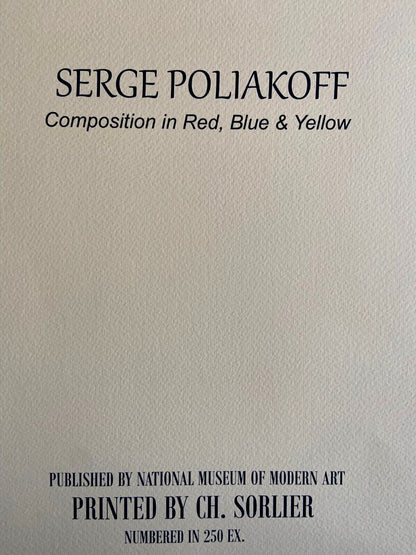 SERGE POLIAKOFF
Composition in Red, Blue & Yellow
PUBLISHED BY NATIONAL MUSEUM OF MODERN ART
PRINTED BY CH. SORLIER
NUMBERED IN 250 EX.